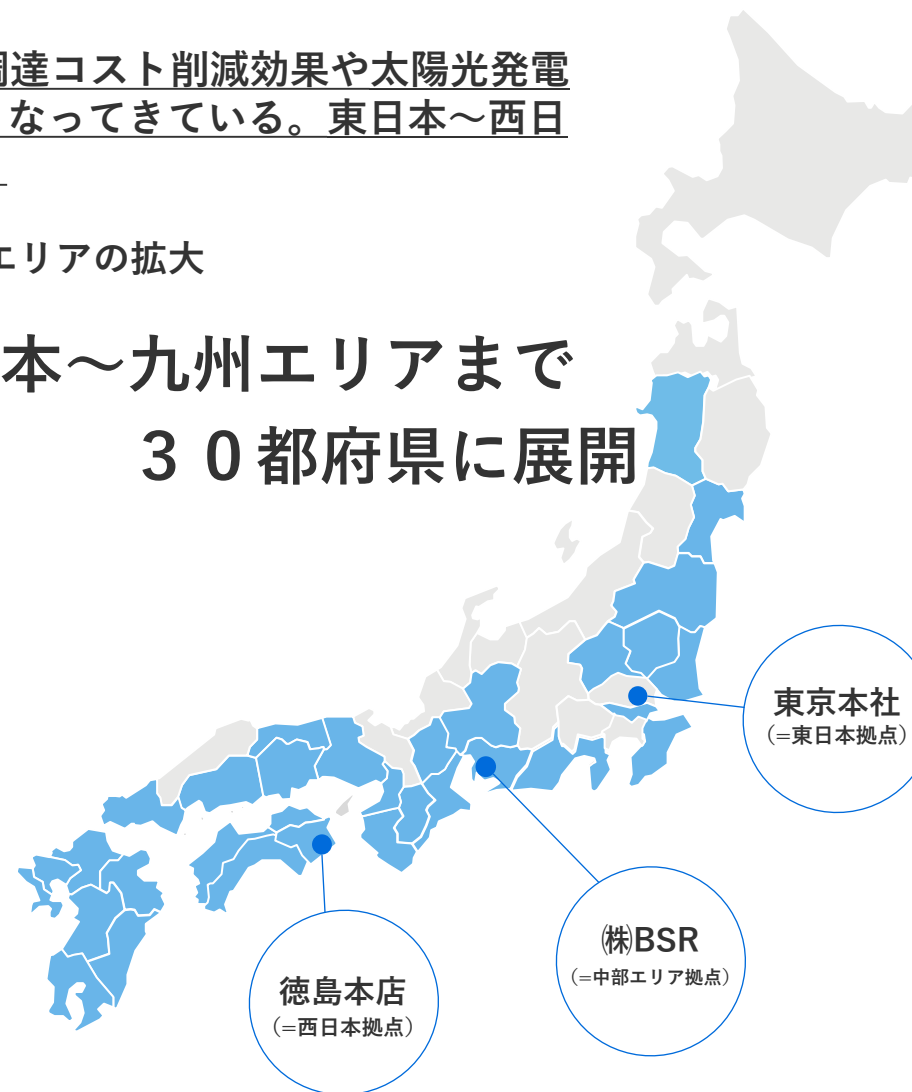 達コスト削減効果や太陽光発電
なってきている。東日本～西日
エリアの拡大
本～九州エリアまで
３０都府県に展開
東京本社
（=東日本拠点）
㈱BSR
（=中部エリア拠点）
徳島本店
（=西日本拠点）